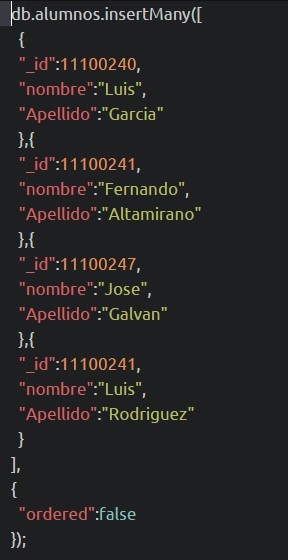 db.alumnos.insertMany([
{
"_id":11100240,
"nombre":"Luis",
"Apellido":"Garcia"
},{
"_id":11100241,
"nombre":"Fernando",
"Apellido":"Altamirano"
},{
"_id":11100247,
"nombre":"Jose",
"Apellido":"Galvan"
},{
"_id":11100241,
"nombre":"Luis",
"Apellido":"Rodriguez"
}
],
{
"ordered":false
});